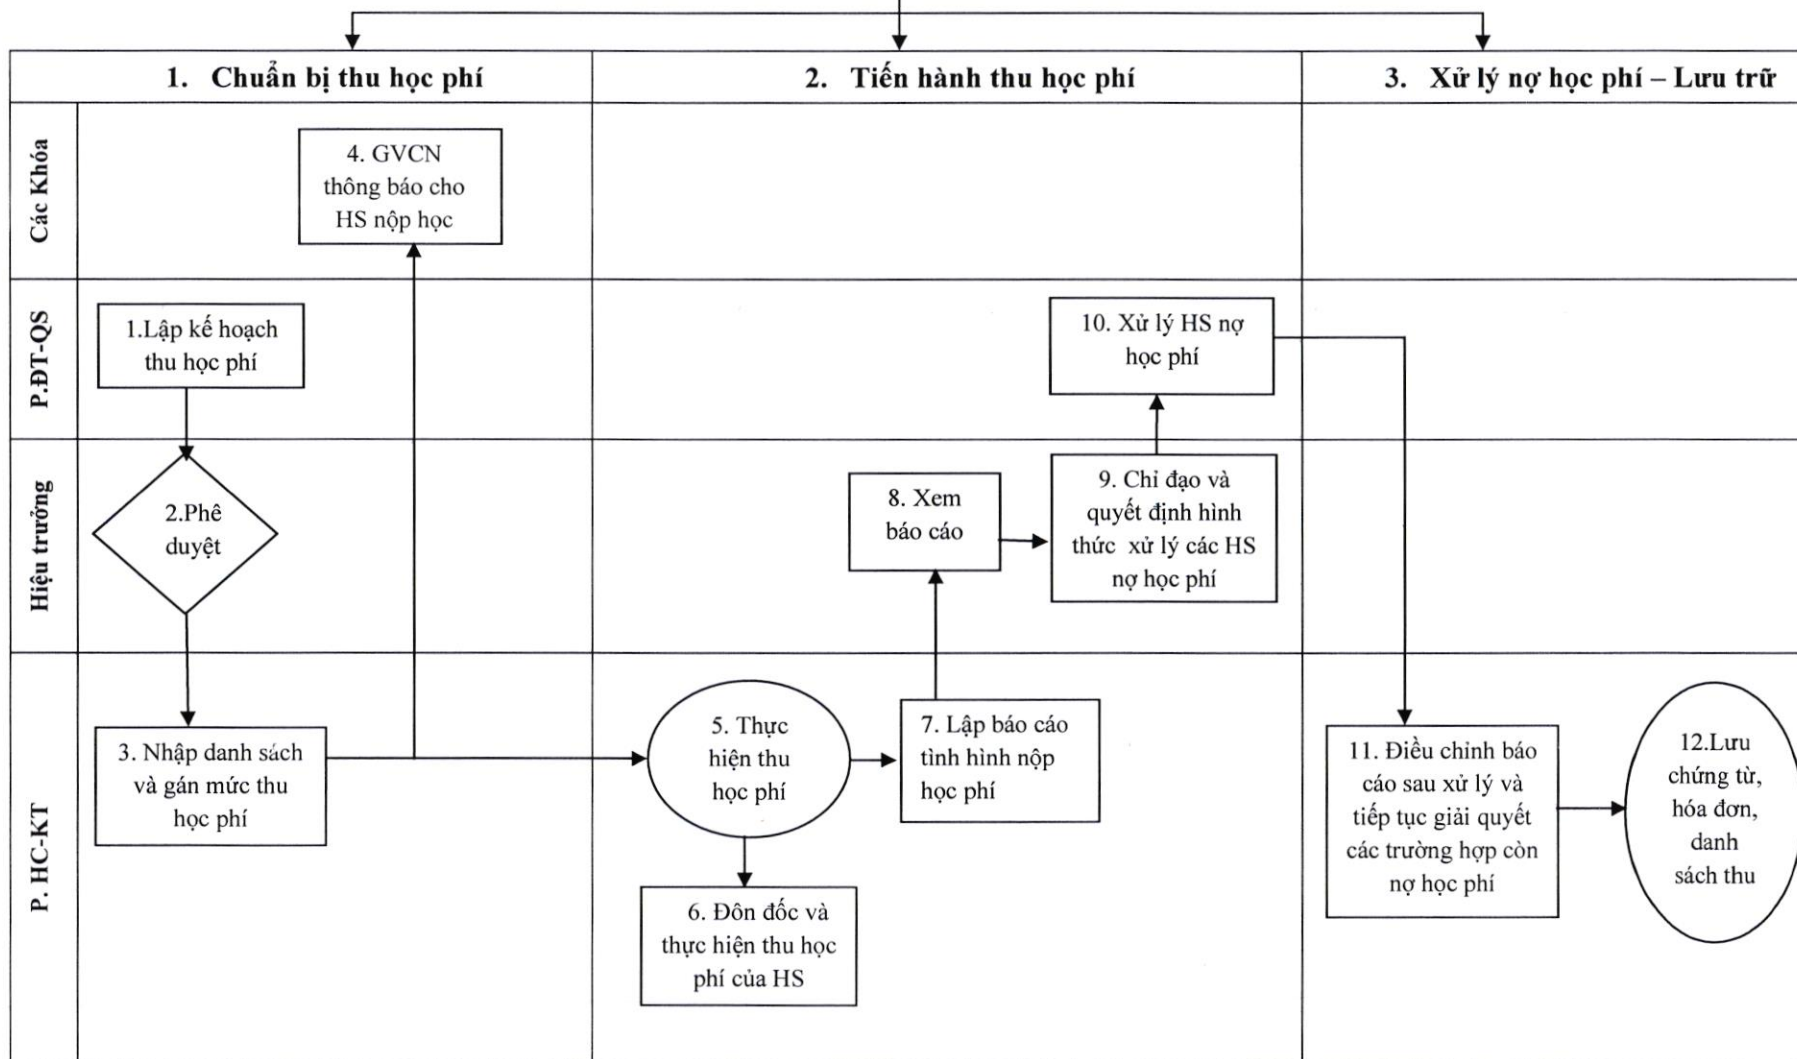 1. Chuẩn bị thu học phí
2. Tiến hành thu học phí
3. Xử lý nợ học phí – Lưu trữ
Các Khóa
4. GVCN
thông báo cho
HS nộp học
P.ĐT-QS
1.Lập kế hoạch
thu học phí
10. Xử lý HS nợ
học phí
Hiệu trưởng
2.Phê
duyệt
8. Xem
báo cáo
9. Chỉ đạo và
quyết định hình
thức xử lý các HS
nợ học phí
P. HC-KT
3. Nhập danh sách
và gán mức thu
học phí
5. Thực
hiện thu
học phí
6. Đôn đốc và
thực hiện thu học
phí của HS
7. Lập báo cáo
tình hình nộp
học phí
11. Điều chỉnh báo
cáo sau xử lý và
tiếp tục giải quyết
các trường hợp còn
nợ học phí
12.Lưu
chứng từ,
hóa đơn,
danh
sách thu